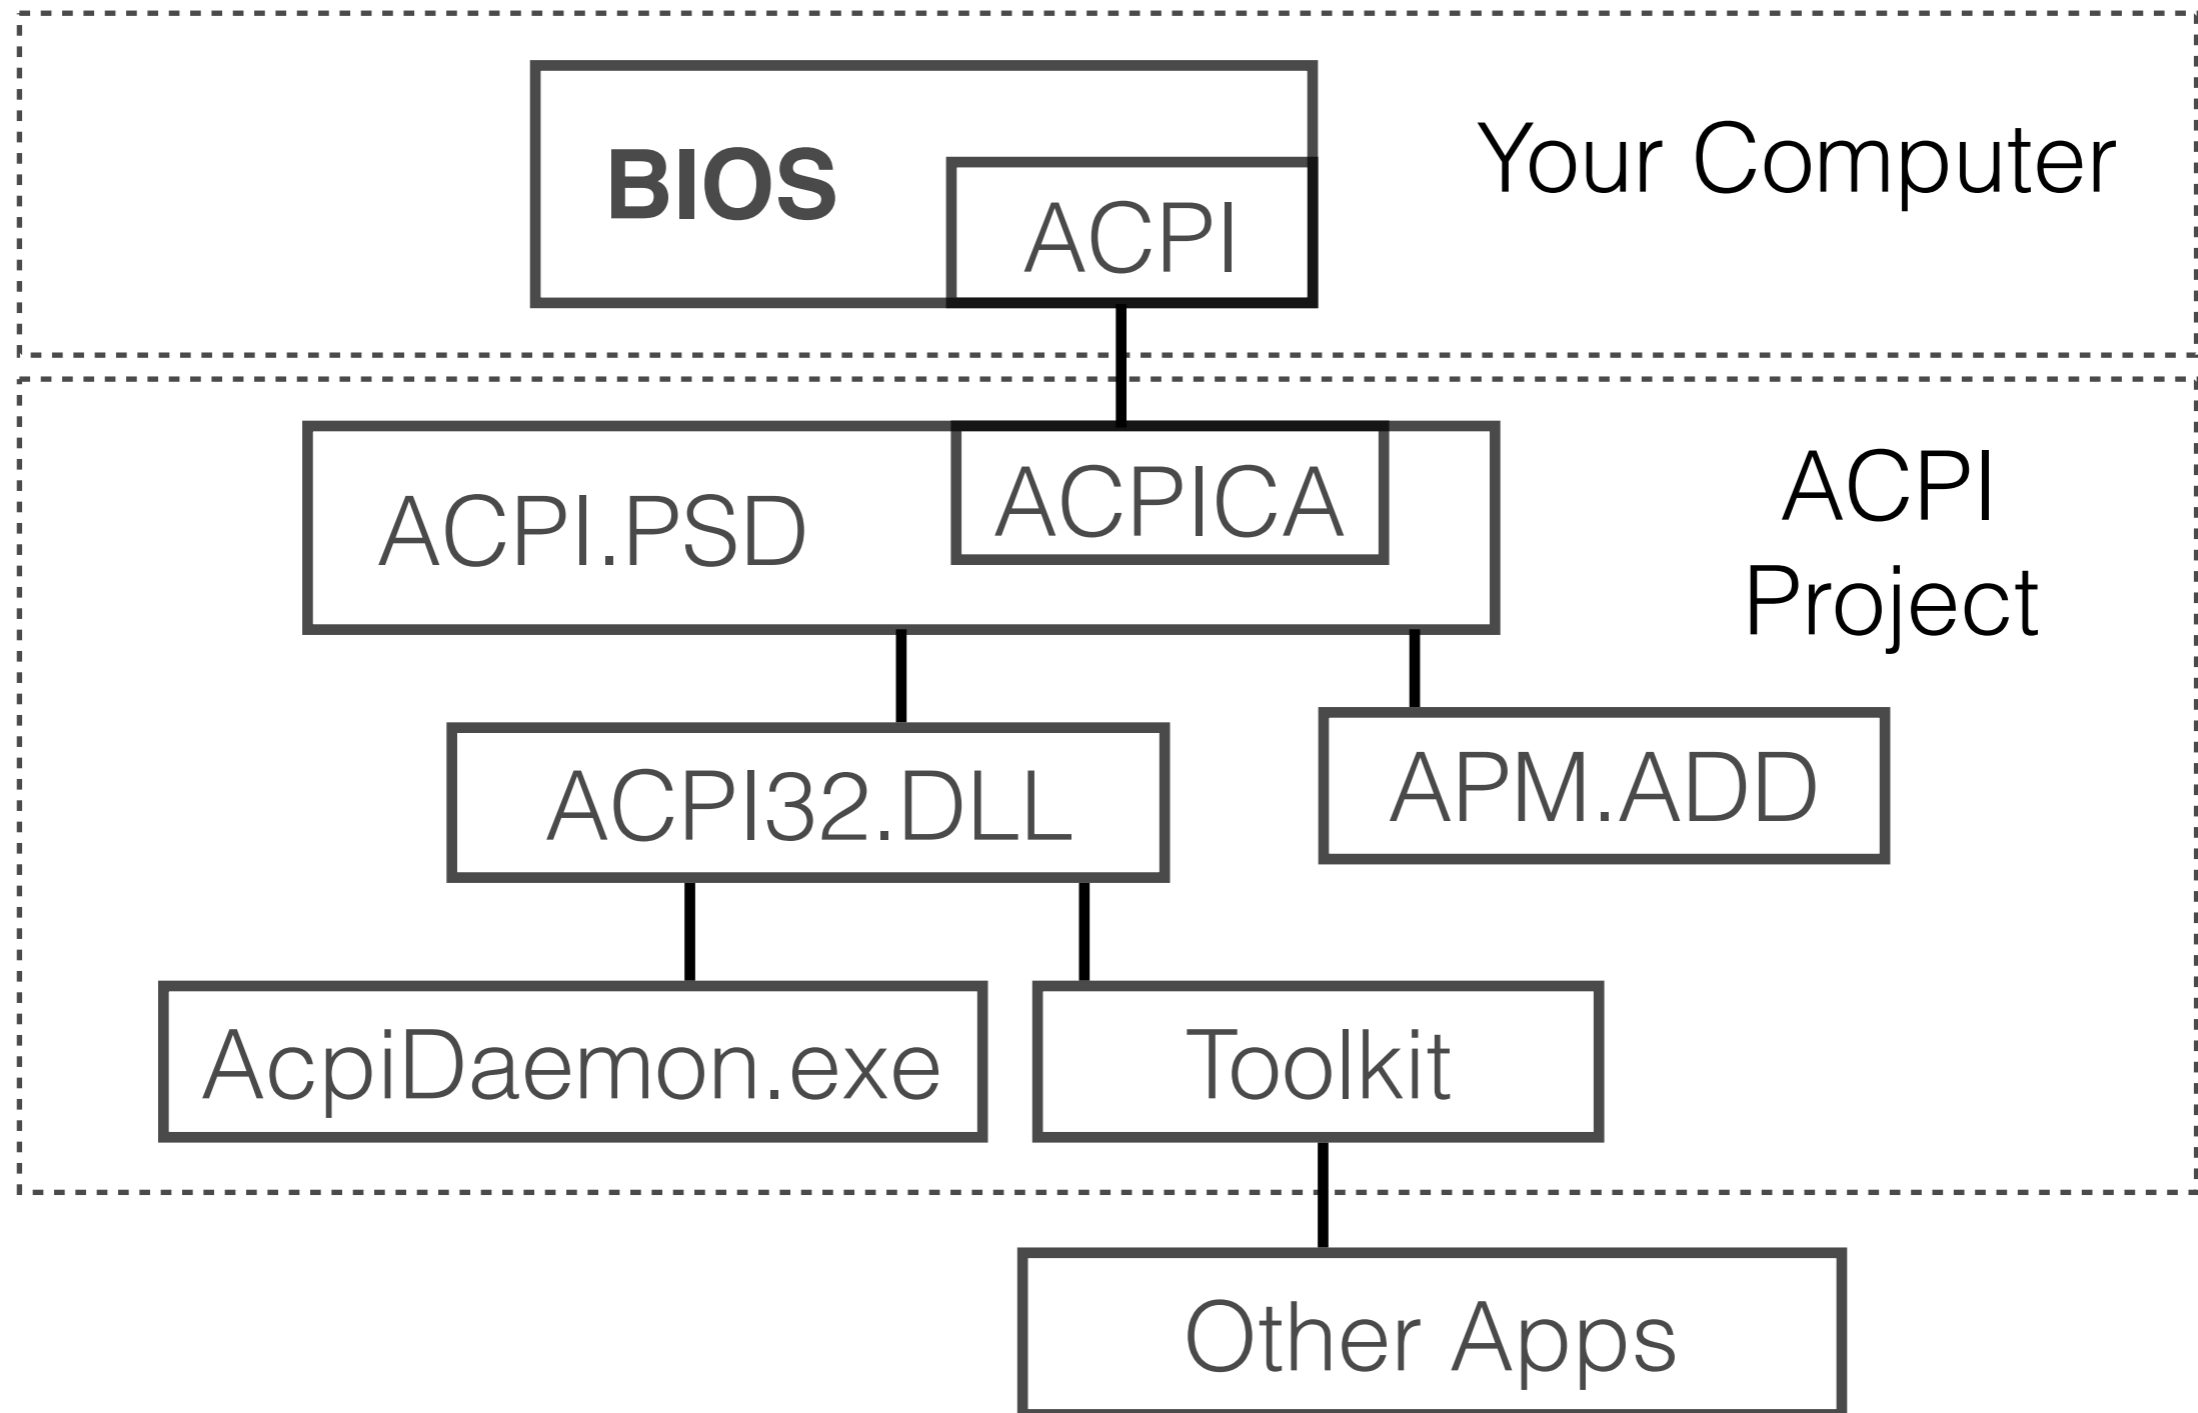 BIOS
ACPI
Your Computer
ACPI.PSD
ACPICA
ACPI
Project
ACPI32.DLL
APM.ADD
AcpiDaemon.exe
Toolkit
Other Apps